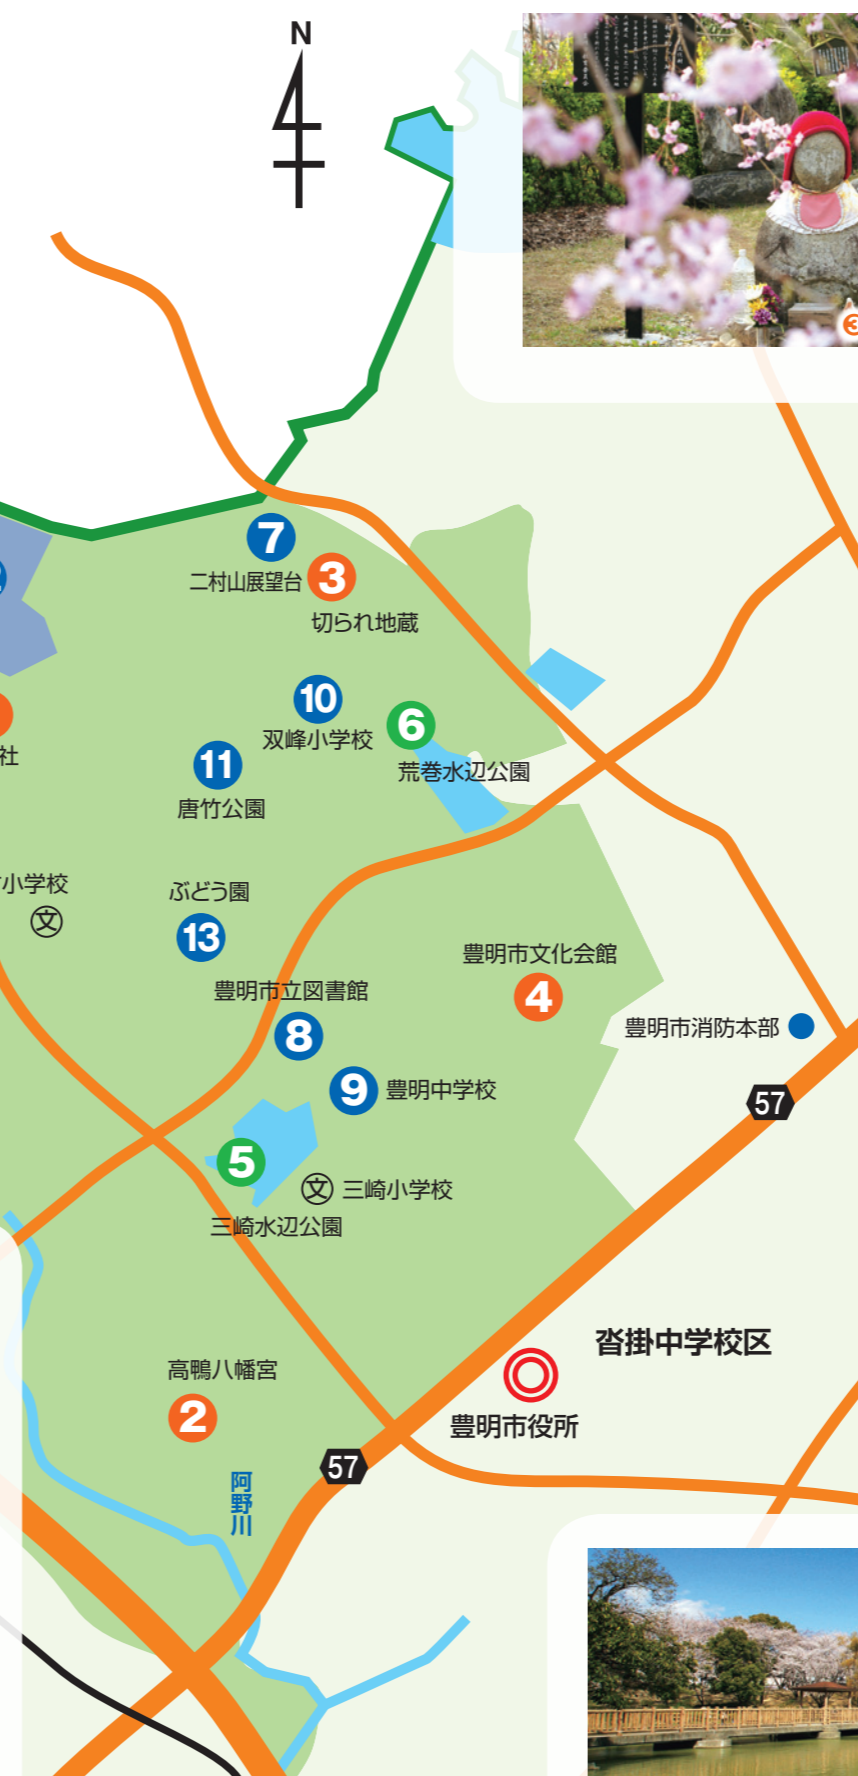 N
3
7
二村山展望台
3
切られ地蔵
10
双峰小学校
6
荒巻水辺公園
11
唐竹公園
社
小学校
文
ぶどう園
13
豊明市立図書館
8
豊明市文化会館
4
豊明市消防本部
9
豊明中学校
57
5
文
三崎小学校
三崎水辺公園
沓掛中学校区
高鴨八幡宮
2
豊明市役所
57
阿野川